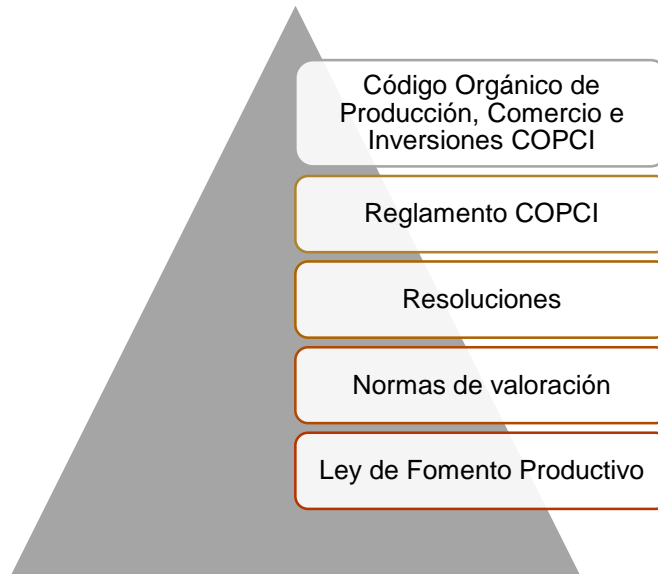 Código Orgánico de
Producción, Comercio e
Inversiones COPCI
Reglamento COPCI
Resoluciones
Normas de valoración
Ley de Fomento Productivo